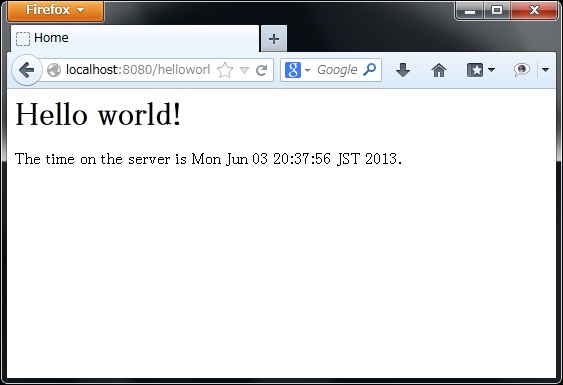 Firefox
Home
localhost:8080/helloworl
Google
Hello world!
The time on the server is Mon Jun 03 20:37:56 JST 2013.